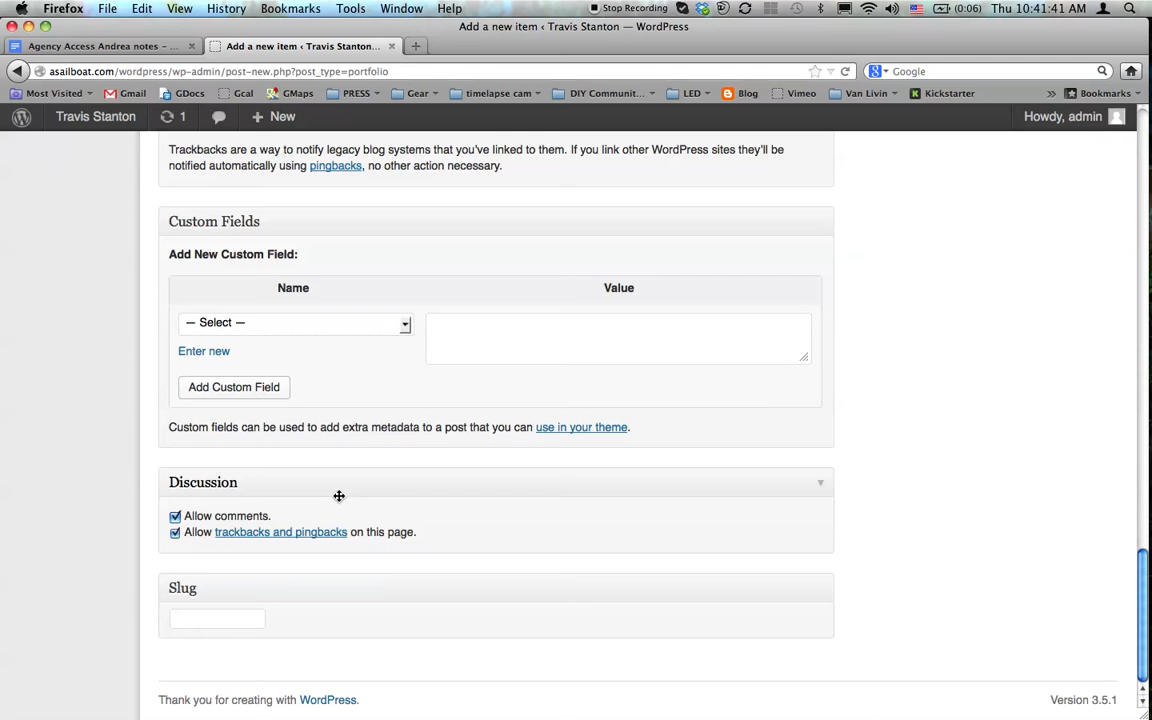 Firefox File Edit View History Bookmarks Tools Window Help Stop Recording (0:06) Thu 10:41:41 AM
Add a new item ‹ Travis Stanton — WordPress
Agency Access Andrea notes – ... Add a new item ‹ Travis Stanton...
asailboat.com/wordpress/wp-admin/post-new.php?post_type=portfolio Google
Most Visited Gmail GDocs Gcal GMaps PRESS Gear timelapse cam DIY Communit... LED Blog Vimeo Van Livin Kickstarter » Bookmarks
Travis Stanton 1 + New Howdy, admin
Trackbacks are a way to notify legacy blog systems that you've linked to them. If you link other WordPress sites they'll be
notified automatically using pingbacks, no other action necessary.
Custom Fields
Add New Custom Field:
Name Value
— Select —
Enter new
Add Custom Field
Custom fields can be used to add extra metadata to a post that you can use in your theme.
Discussion
Allow comments.
Allow trackbacks and pingbacks on this page.
Slug
Thank you for creating with WordPress. Version 3.5.1